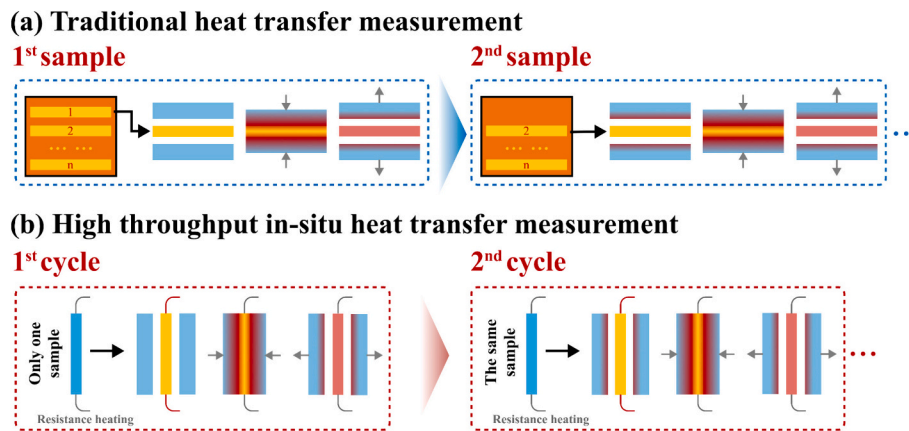 (a) Traditional heat transfer measurement
1st sample
2nd sample
1
2
... ...
n
2
... ...
n
...
(b) High throughput in-situ heat transfer measurement
1st cycle
2nd cycle
Only one
sample
Resistance heating
The same
sample
Resistance heating
...